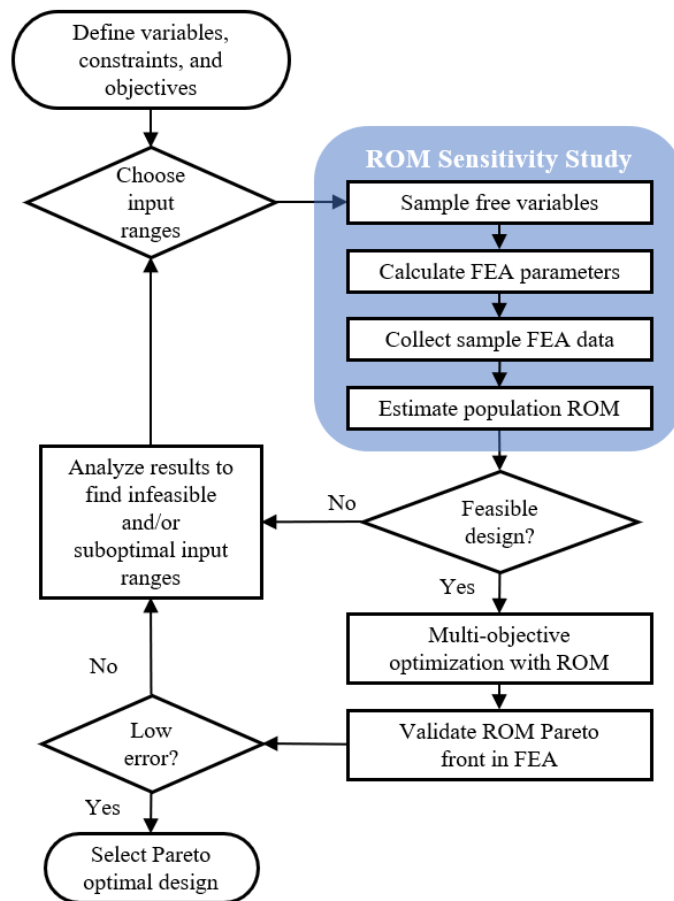 Define variables,
constraints, and
objectives
Choose
input
ranges
ROM Sensitivity Study
Sample free variables
Calculate FEA parameters
Collect sample FEA data
Estimate population ROM
Feasible
design?
No
Yes
Analyze results to
find infeasible
and/or
suboptimal input
ranges
Multi-objective
optimization with ROM
Validate ROM Pareto
front in FEA
Low
error?
No
Yes
Select Pareto
optimal design